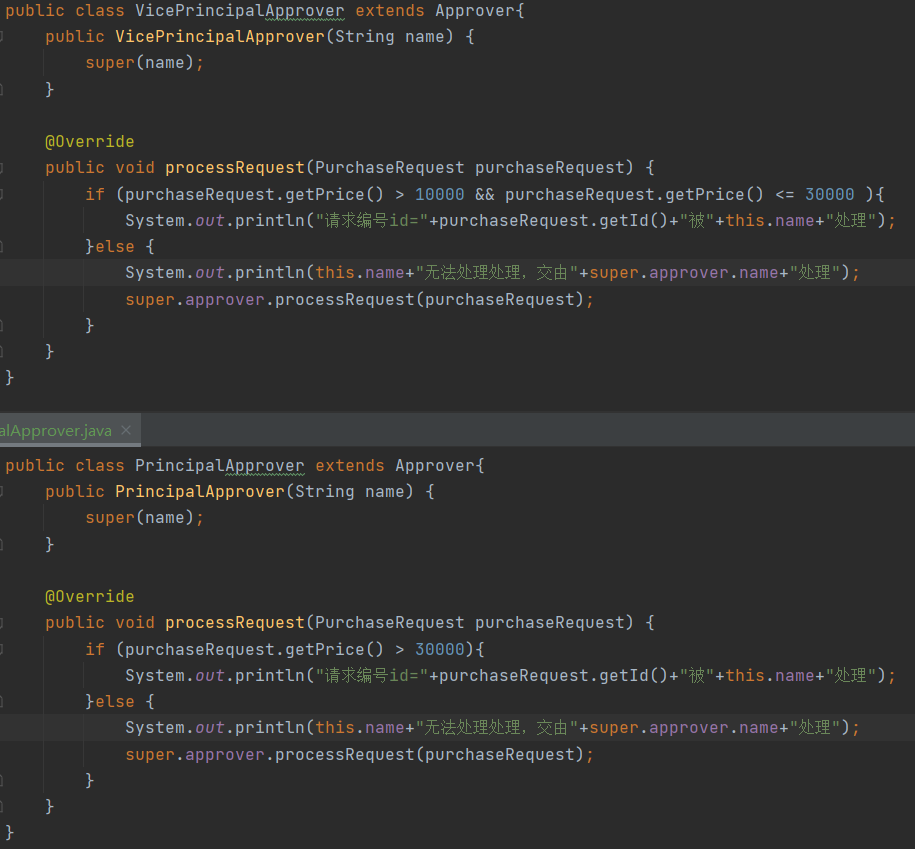 public class VicePrincipalApprover extends Approver{
    public VicePrincipalApprover(String name) {
        super(name);
    }
    @Override
    public void processRequest(PurchaseRequest purchaseRequest) {
        if (purchaseRequest.getPrice() > 10000 && purchaseRequest.getPrice() <= 30000 ){
            System.out.println("请求编号id="+purchaseRequest.getId()+"被"+this.name+"处理");
        }else {
            System.out.println(this.name+"无法处理处理，交由"+super.approver.name+"处理");
            super.approver.processRequest(purchaseRequest);
        }
    }
}
alApprover.java ×
public class PrincipalApprover extends Approver{
    public PrincipalApprover(String name) {
        super(name);
    }
    @Override
    public void processRequest(PurchaseRequest purchaseRequest) {
        if (purchaseRequest.getPrice() > 30000){
            System.out.println("请求编号id="+purchaseRequest.getId()+"被"+this.name+"处理");
        }else {
            System.out.println(this.name+"无法处理处理，交由"+super.approver.name+"处理");
            super.approver.processRequest(purchaseRequest);
        }
    }
}